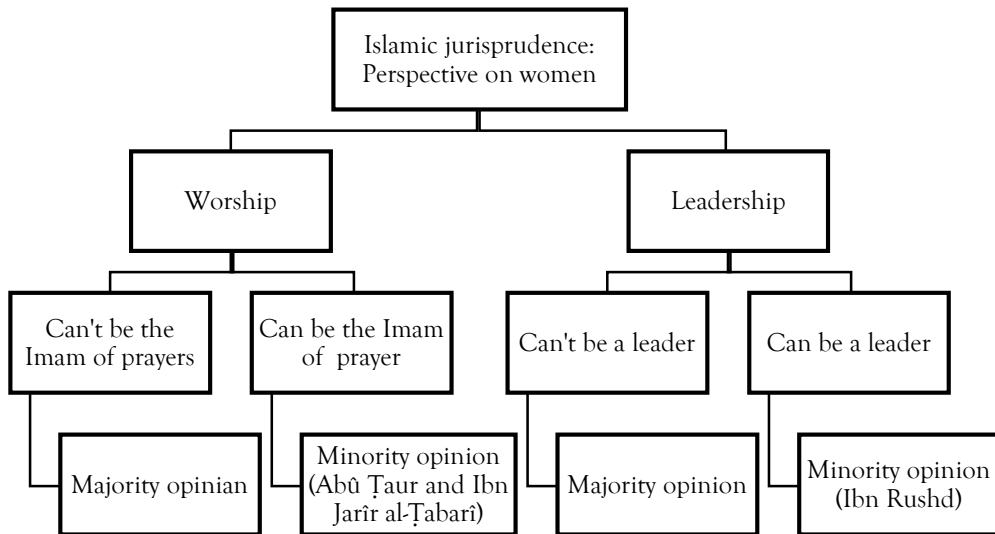 Islamic jurisprudence:
Perspective on women
Worship
Leadership
Can't be the
Imam of prayers
Can be the Imam
of prayer
Can't be a leader
Can be a leader
Majority opinian
Minority opinion
(Abû Ṭaur and Ibn
Jarîr al-Ṭabarî)
Majority opinion
Minority opinion
(Ibn Rushd)